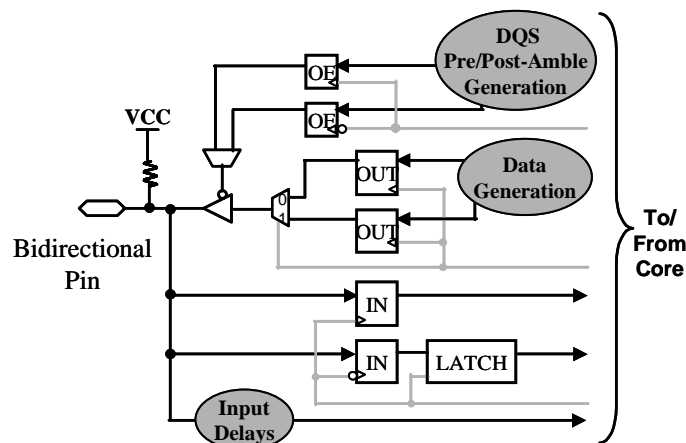 DQS
Pre/Post-Amble
Generation
OE
OE
VCC
OUT
Data
Generation
0
1
OUT
To/
From
Core
Bidirectional
Pin
IN
IN
LATCH
Input
Delays